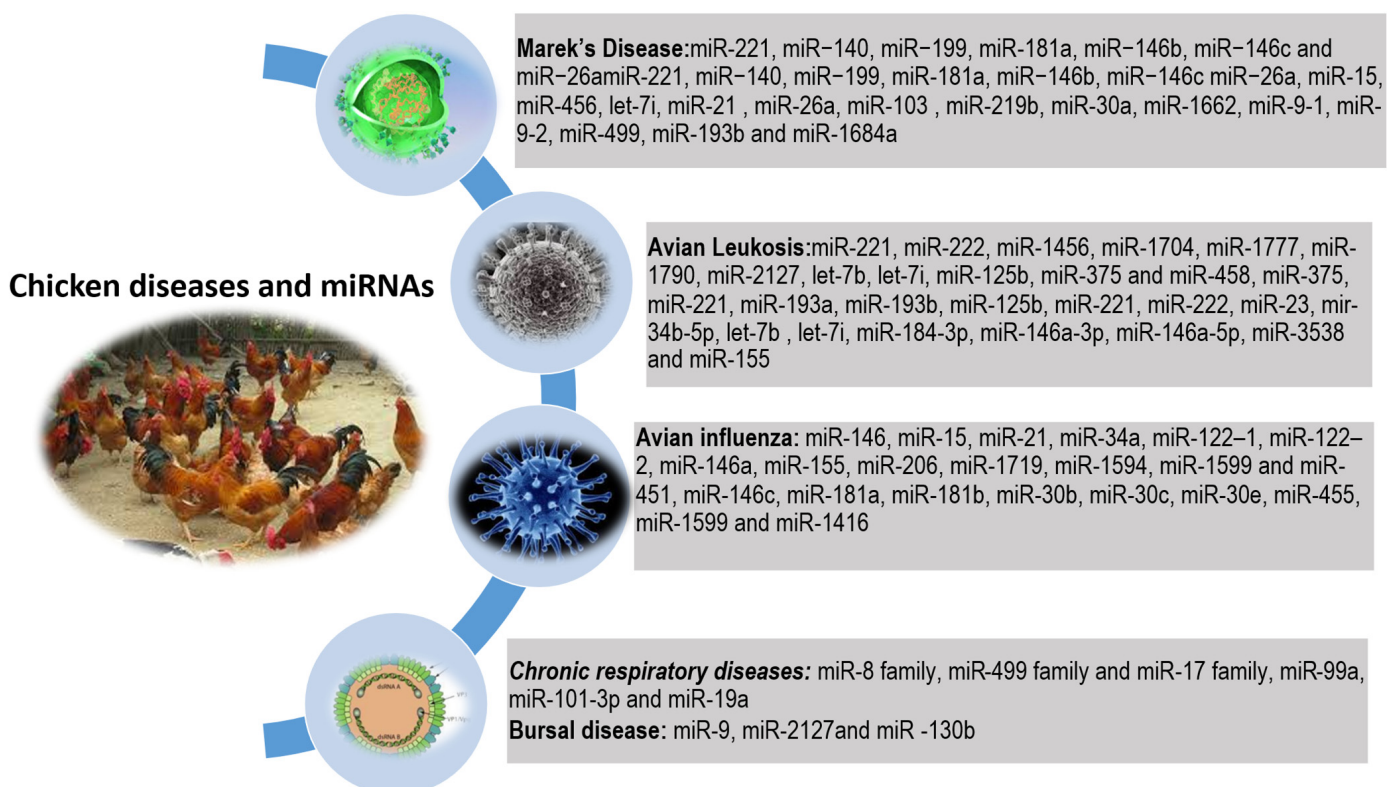 Marek's Disease:miR-221, miR−140, miR−199, miR-181a, miR−146b, miR−146c and
miR−26amiR-221, miR−140, miR−199, miR-181a, miR−146b, miR−146c miR−26a, miR-15,
miR-456, let-7i, miR-21 , miR-26a, miR-103 , miR-219b, miR-30a, miR-1662, miR-9-1, miR-
9-2, miR-499, miR-193b and miR-1684a
Chicken diseases and miRNAs
Avian Leukosis:miR-221, miR-222, miR-1456, miR-1704, miR-1777, miR-
1790, miR-2127, let-7b, let-7i, miR-125b, miR-375 and miR-458, miR-375,
miR-221, miR-193a, miR-193b, miR-125b, miR-221, miR-222, miR-23, mir-
34b-5p, let-7b , let-7i, miR-184-3p, miR-146a-3p, miR-146a-5p, miR-3538
and miR-155
Avian influenza: miR-146, miR-15, miR-21, miR-34a, miR-122–1, miR-122–
2, miR-146a, miR-155, miR-206, miR-1719, miR-1594, miR-1599 and miR-
451, miR-146c, miR-181a, miR-181b, miR-30b, miR-30c, miR-30e, miR-455,
miR-1599 and miR-1416
Chronic respiratory diseases: miR-8 family, miR-499 family and miR-17 family, miR-99a,
miR-101-3p and miR-19a
Bursal disease: miR-9, miR-2127and miR -130b
dsRNA A
dsRNA B